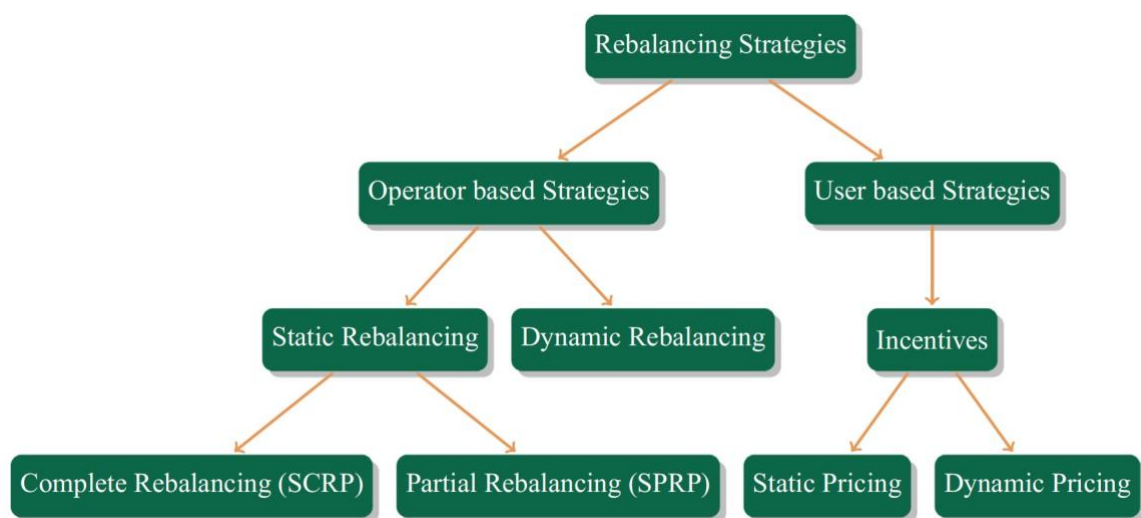 Rebalancing Strategies
Operator based Strategies
User based Strategies
Static Rebalancing
Dynamic Rebalancing
Incentives
Complete Rebalancing (SCRP)
Partial Rebalancing (SPRP)
Static Pricing
Dynamic Pricing